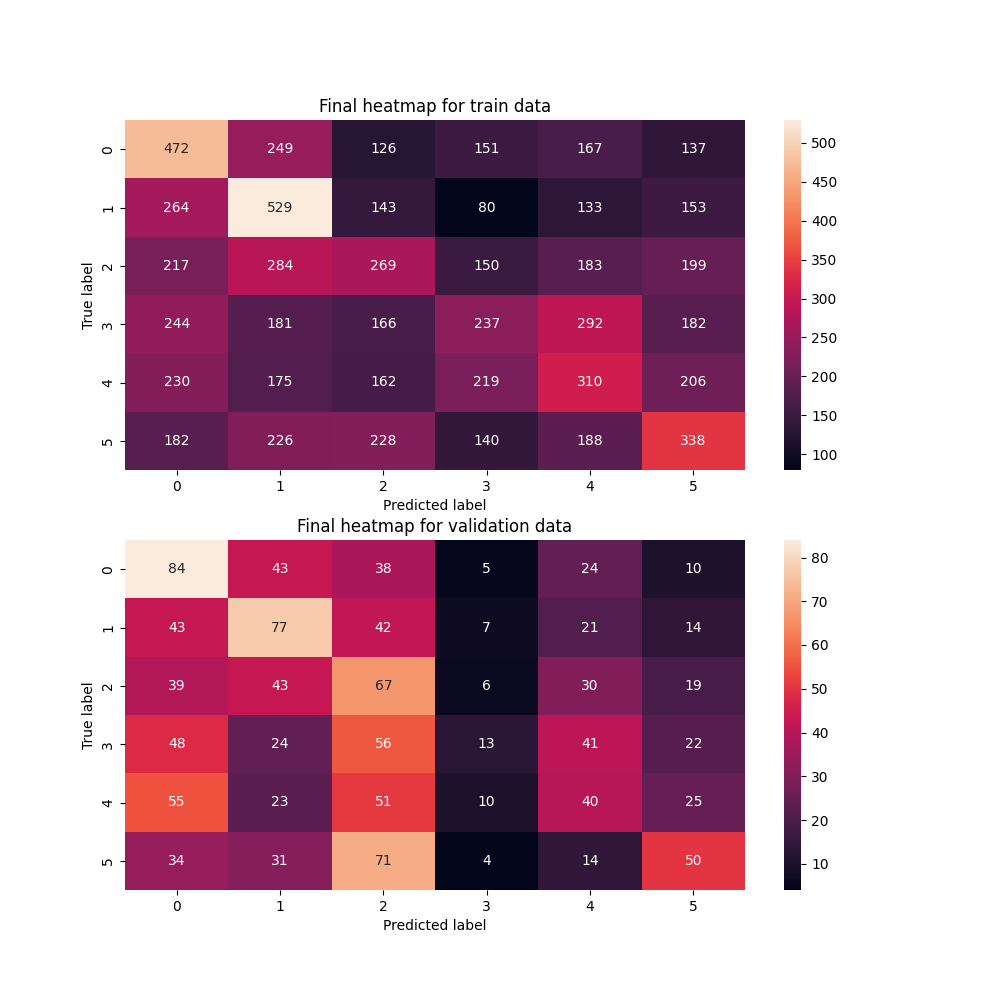 Final heatmap for train data
0 472 249 126 151 167 137
1 264 529 143 80 133 153
2 217 284 269 150 183 199
3 244 181 166 237 292 182
4 230 175 162 219 310 206
5 182 226 228 140 188 338
True label
0 1 2 3 4 5
Predicted label
500
450
400
350
300
250
200
150
100
Final heatmap for validation data
0 84 43 38 5 24 10
1 43 77 42 7 21 14
2 39 43 67 6 30 19
3 48 24 56 13 41 22
4 55 23 51 10 40 25
5 34 31 71 4 14 50
True label
0 1 2 3 4 5
Predicted label
80
70
60
50
40
30
20
10